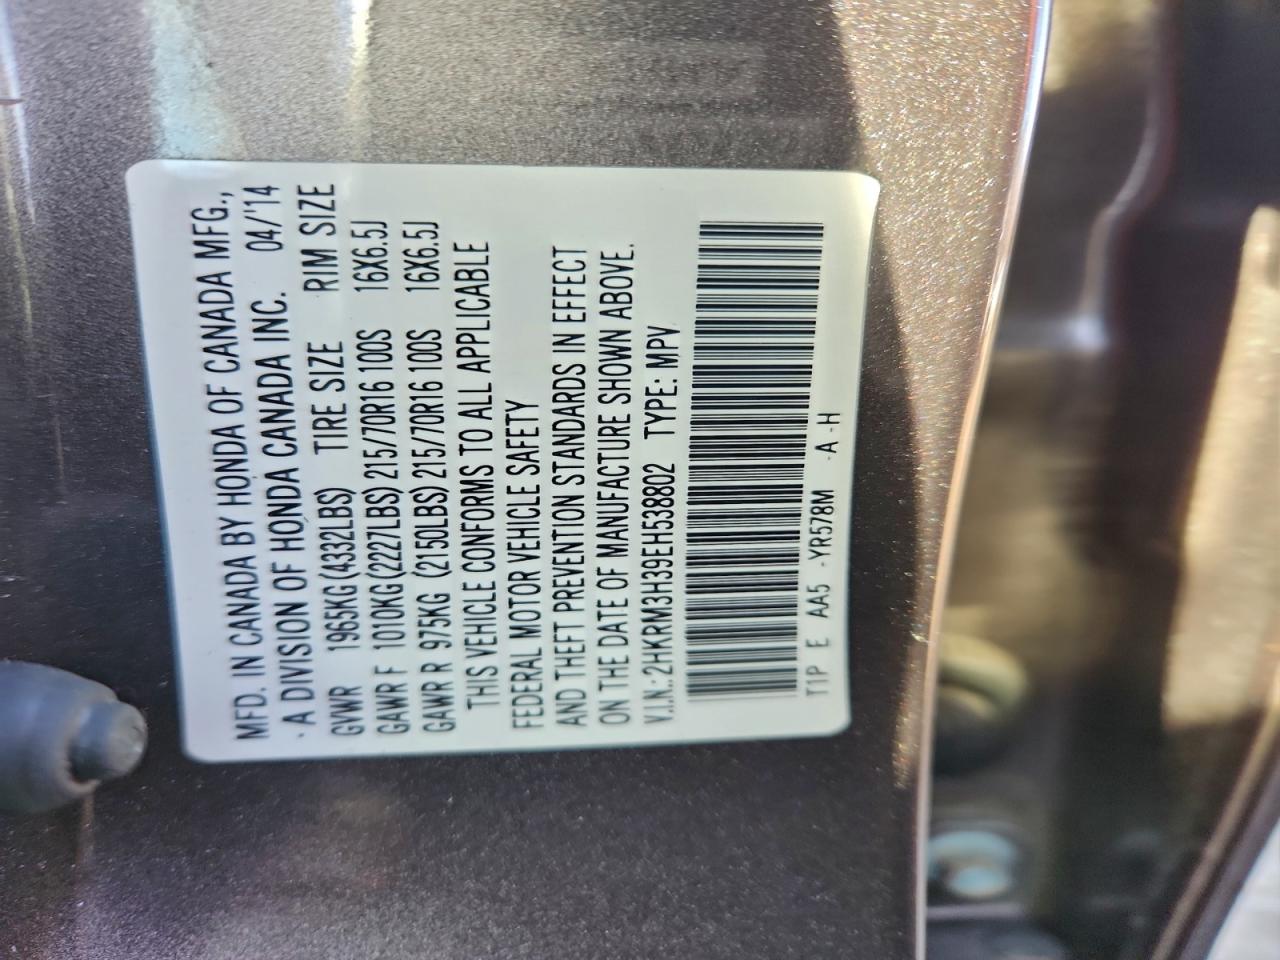 MFD. IN CANADA BY HONDA OF CANADA MFG.,
- A DIVISION OF HONDA CANADA INC. 04/'14
GVWR 1965KG (4332LBS) TIRE SIZE RIM SIZE
GAWR F 1010KG (2227LBS) 215/70R16 100S 16X6.5J
GAWR R 975KG (2150LBS) 215/70R16 100S 16X6.5J
THIS VEHICLE CONFORMS TO ALL APPLICABLE
FEDERAL MOTOR VEHICLE SAFETY
AND THEFT PREVENTION STANDARDS IN EFFECT
ON THE DATE OF MANUFACTURE SHOWN ABOVE.
V.I.N.: 2HKRM3H39EH538802 TYPE: MPV
T1P E AA5 -YR578M -A -H